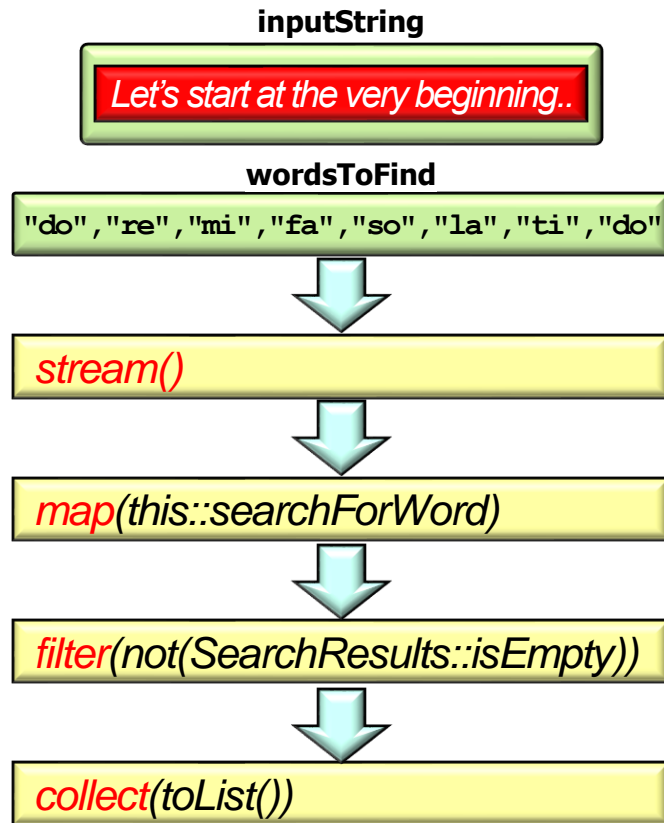 inputString
Let's start at the very beginning..
wordsToFind
"do","re","mi","fa","so","la","ti","do"
stream()
map(this::searchForWord)
filter(not(SearchResults::isEmpty))
collect(toList())